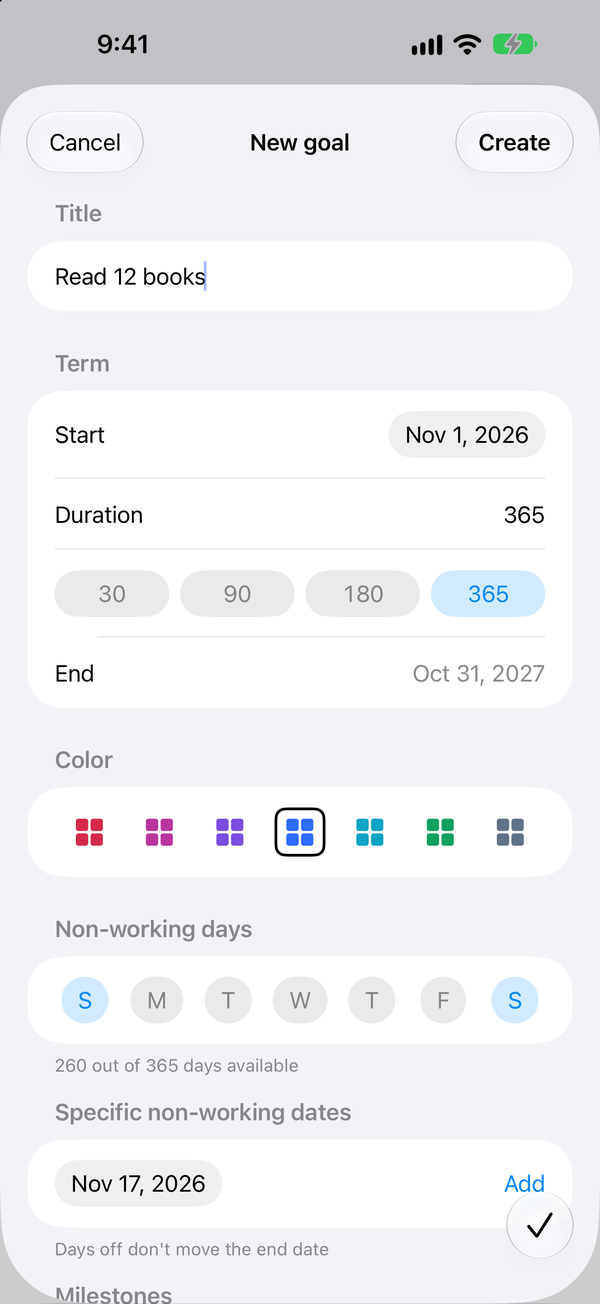 9:41
Cancel
New goal
Create
Title
Read 12 books
Term
Start
Nov 1, 2026
Duration
365
30
90
180
365
End
Oct 31, 2027
Color
Non-working days
S
M
T
W
T
F
S
260 out of 365 days available
Specific non-working dates
Nov 17, 2026
Add
Days off don't move the end date
Milestones